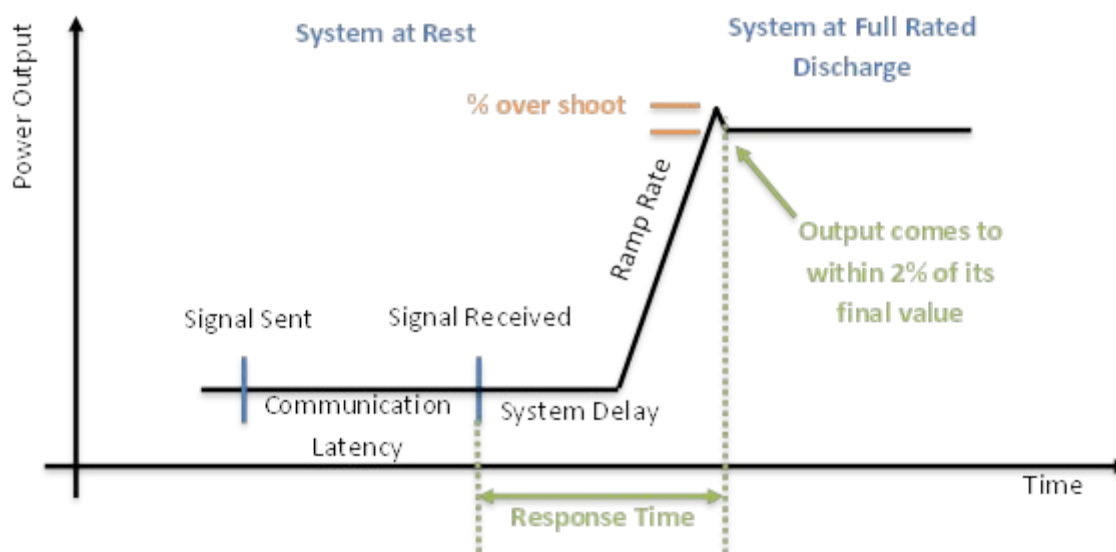 Power Output
System at Rest
System at Full Rated
Discharge
% over shoot
Ramp Rate
Output comes to
within 2% of its
final value
Signal Sent
Signal Received
Communication
Latency
System Delay
Time
Response Time